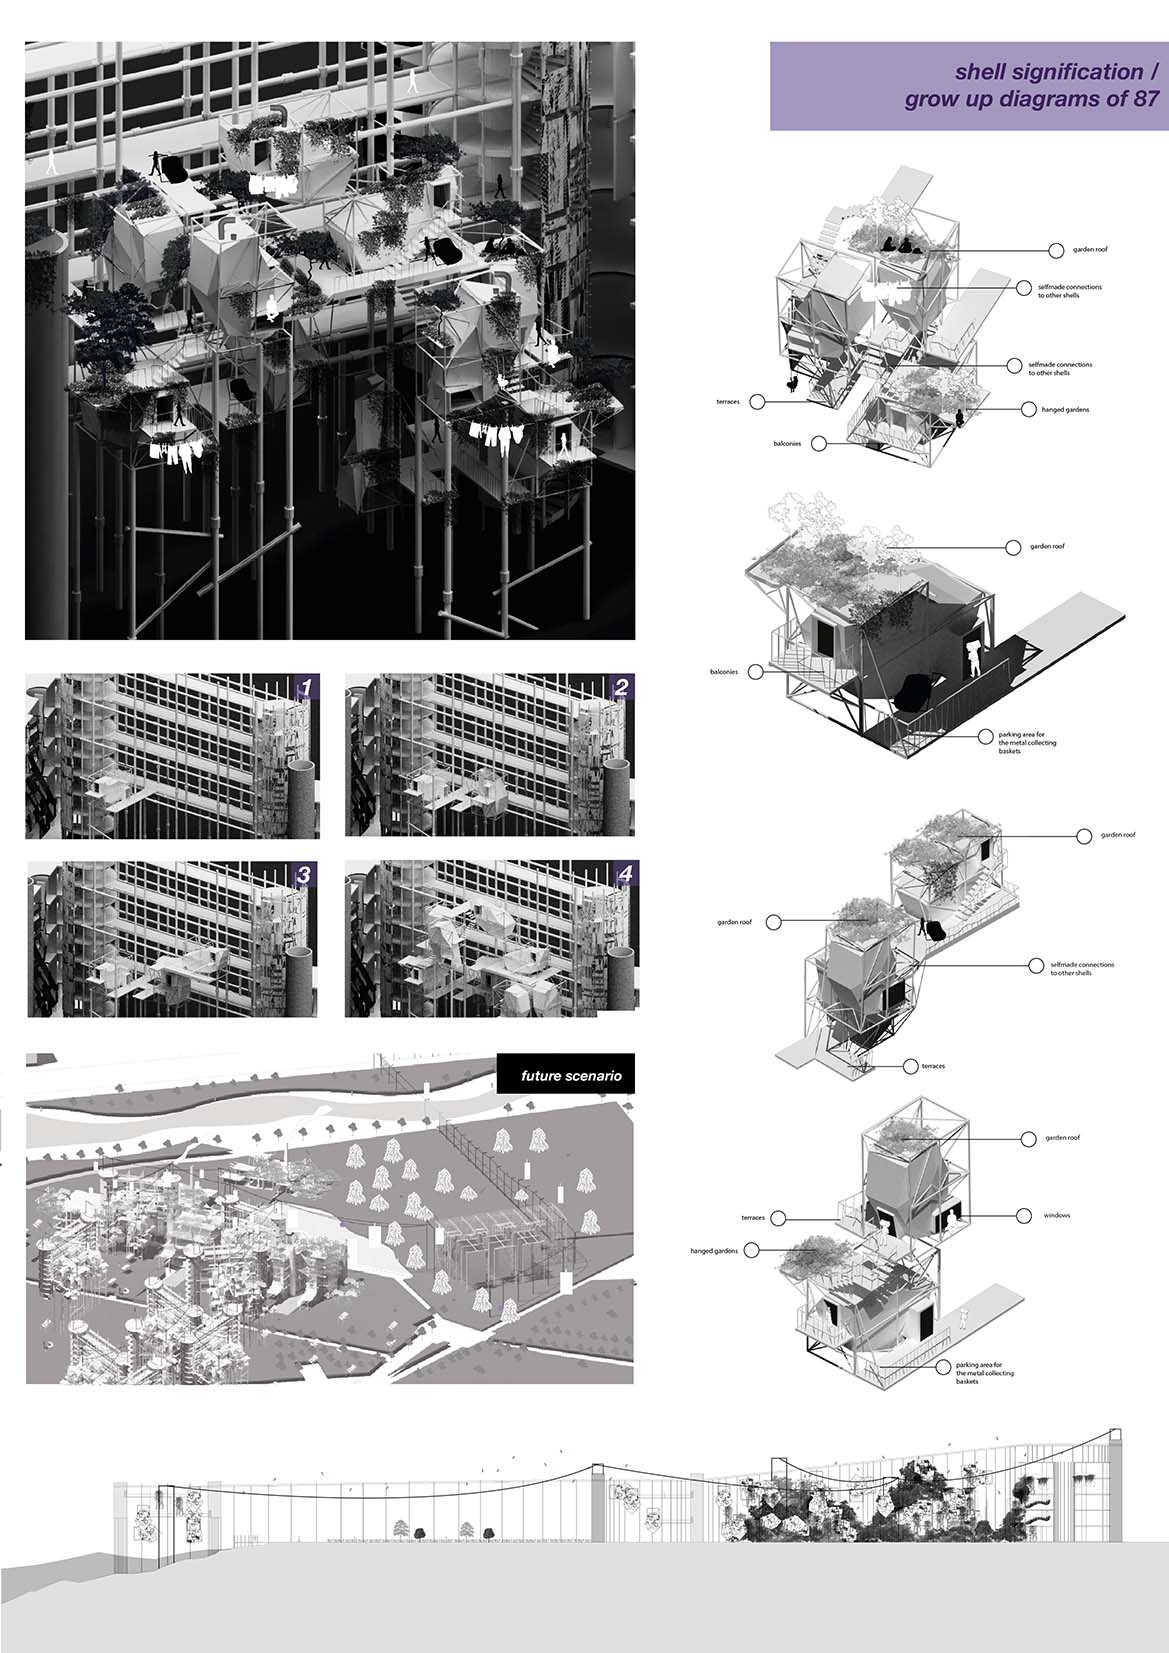 shell signification /
grow up diagrams of 87
garden roof
selfmade connections
to other shells
selfmade connections
to other shells
terraces
hanged gardens
balconies
garden roof
balconies
parking area for
the metal collecting
baskets
1
2
3
4
garden roof
garden roof
selfmade connections
to other shells
terraces
future scenario
garden roof
terraces
windows
hanged gardens
parking area for
the metal collecting
baskets